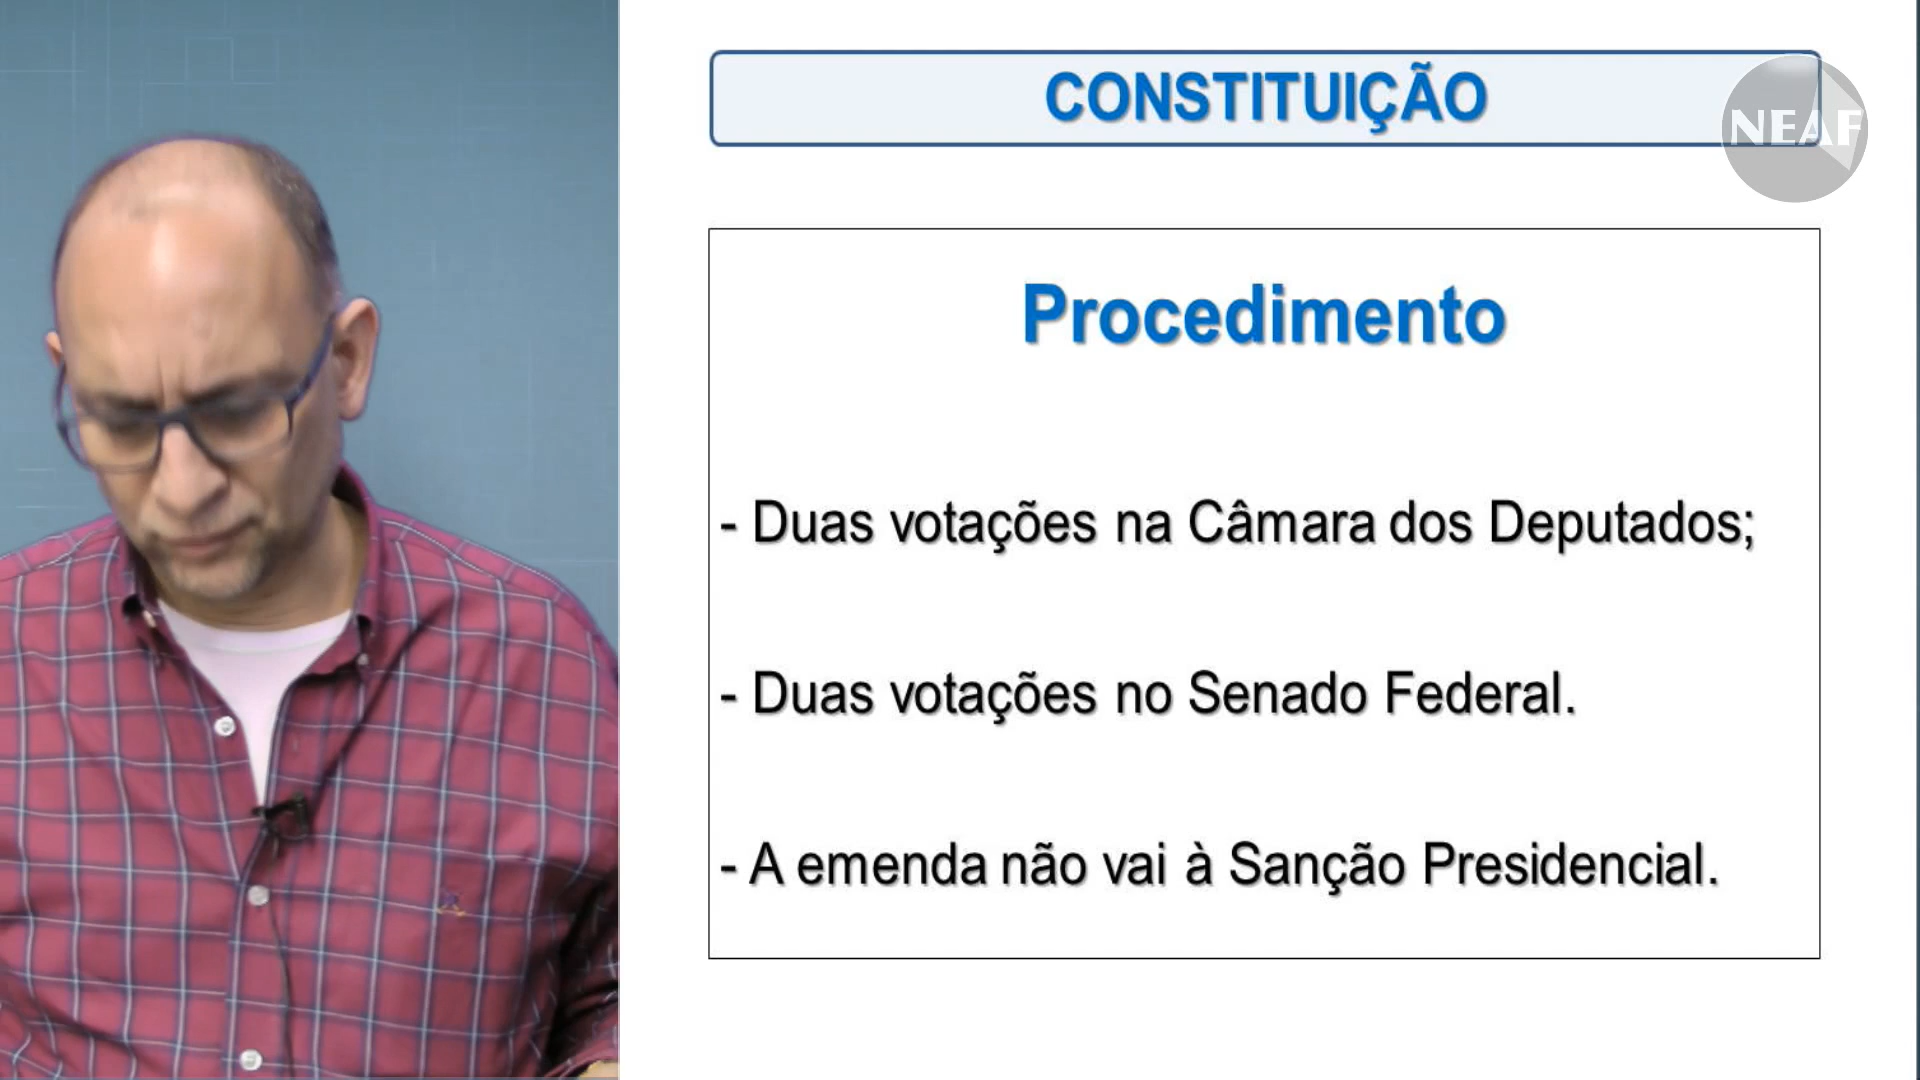 CONSTITUIÇÃO
NEAF
Procedimento
- Duas votações na Câmara dos Deputados;
- Duas votações no Senado Federal.
- A emenda não vai à Sanção Presidencial.